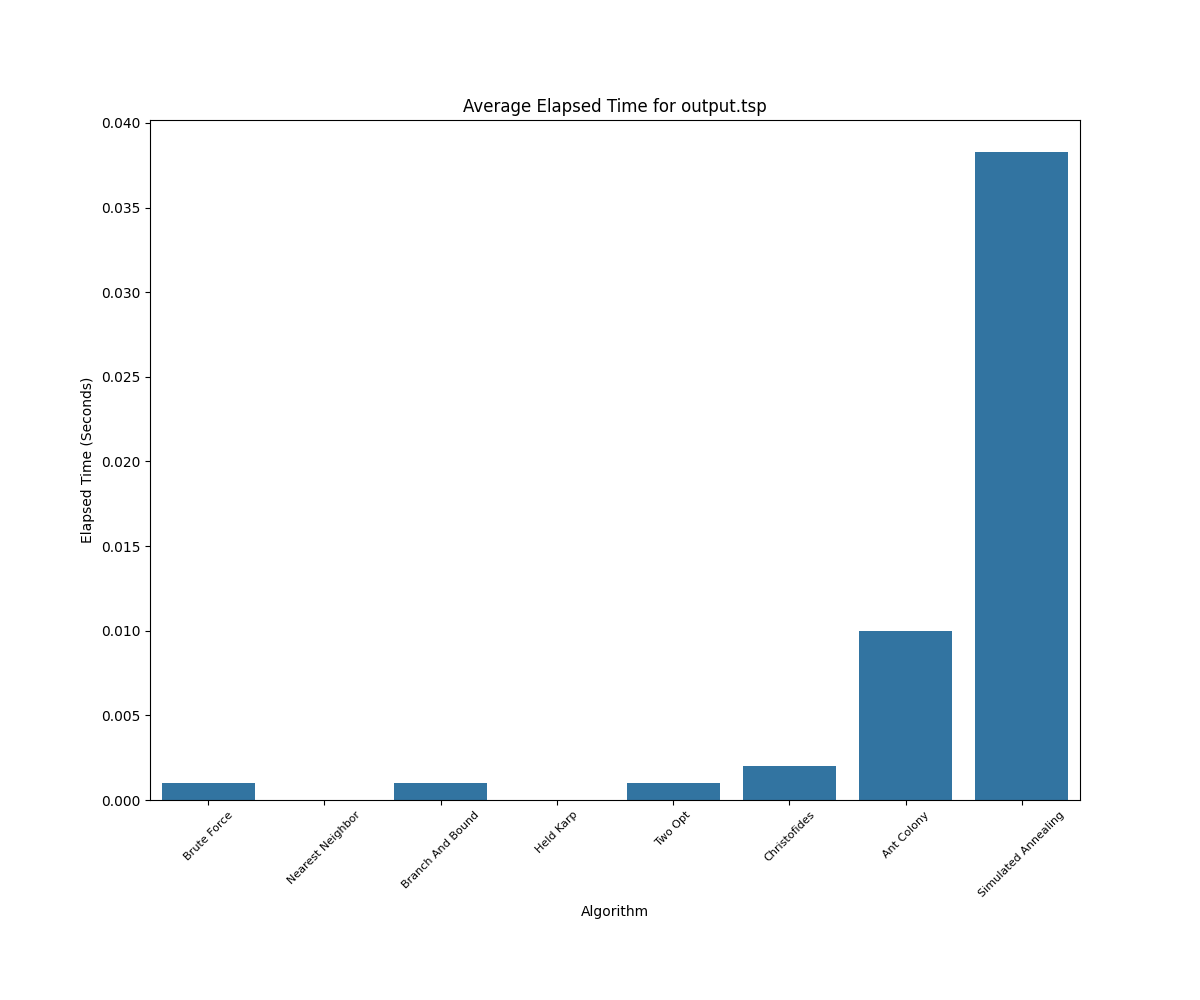 Average Elapsed Time for output.tsp
0.040
0.035
0.030
0.025
0.020
0.015
0.010
0.005
0.000
Elapsed Time (Seconds)
Brute Force
Nearest Neighbor
Branch And Bound
Held Karp
Two Opt
Christofides
Ant Colony
Simulated Annealing
Algorithm